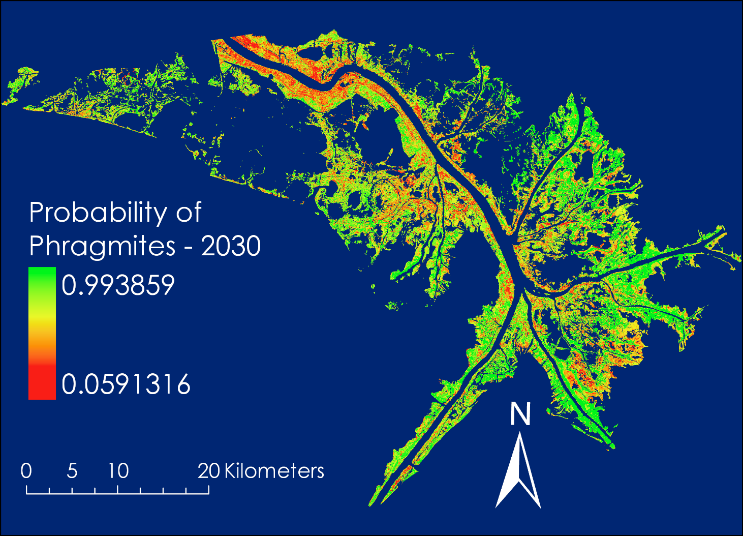 Probability of
Phragmites - 2030
0.993859
0.0591316
N
0 5 10 20 Kilometers